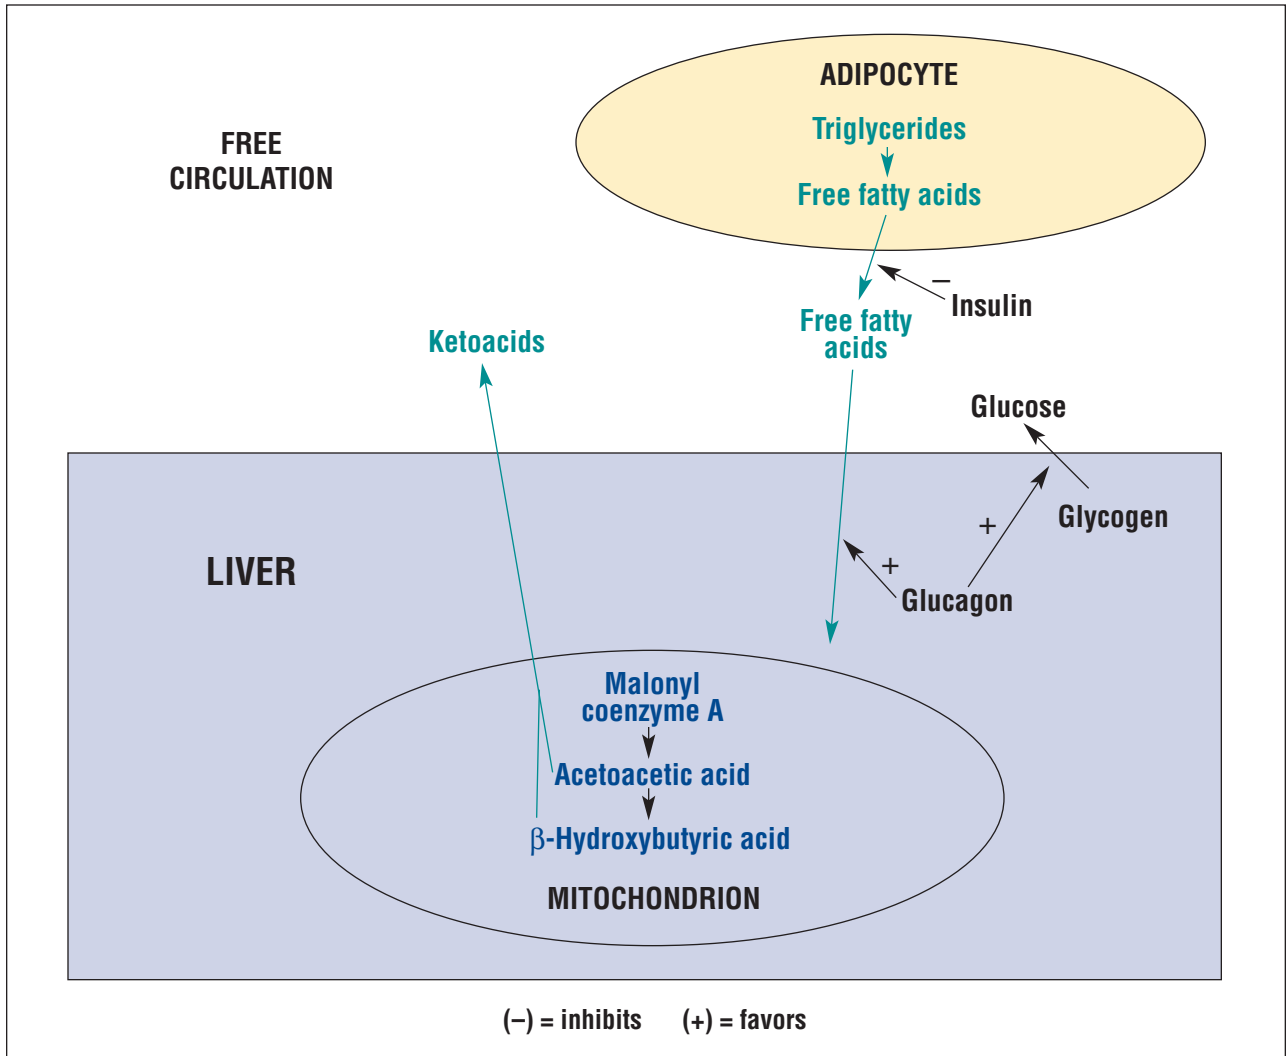 ADIPOCYTE
Triglycerides
Free fatty acids
FREE
CIRCULATION
–
Insulin
Free fatty
acids
Ketoacids
Glucose
Glycogen
+
LIVER
+
Glucagon
Malonyl
coenzyme A
Acetoacetic acid
β-Hydroxybutyric acid
MITOCHONDRION
(–) = inhibits (+) = favors